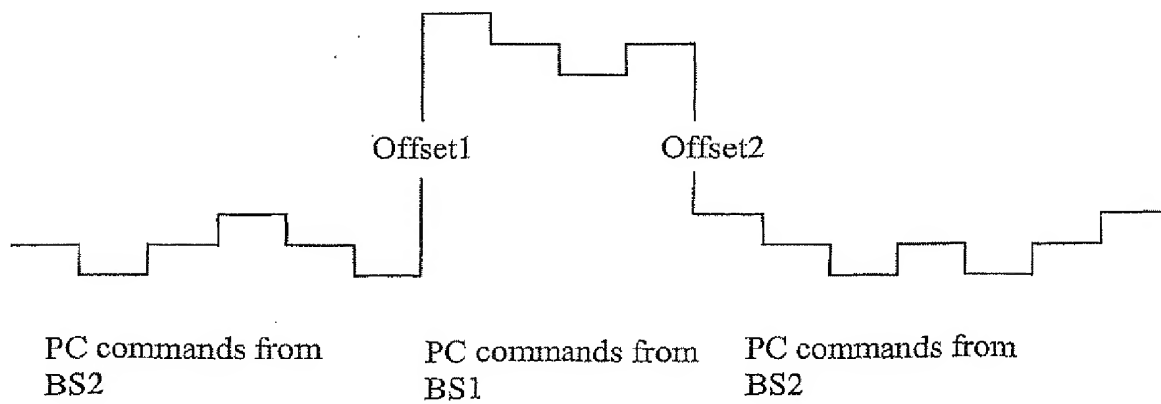 Offset1 Offset2
PC commands from
BS2
PC commands from
BS1
PC commands from
BS2